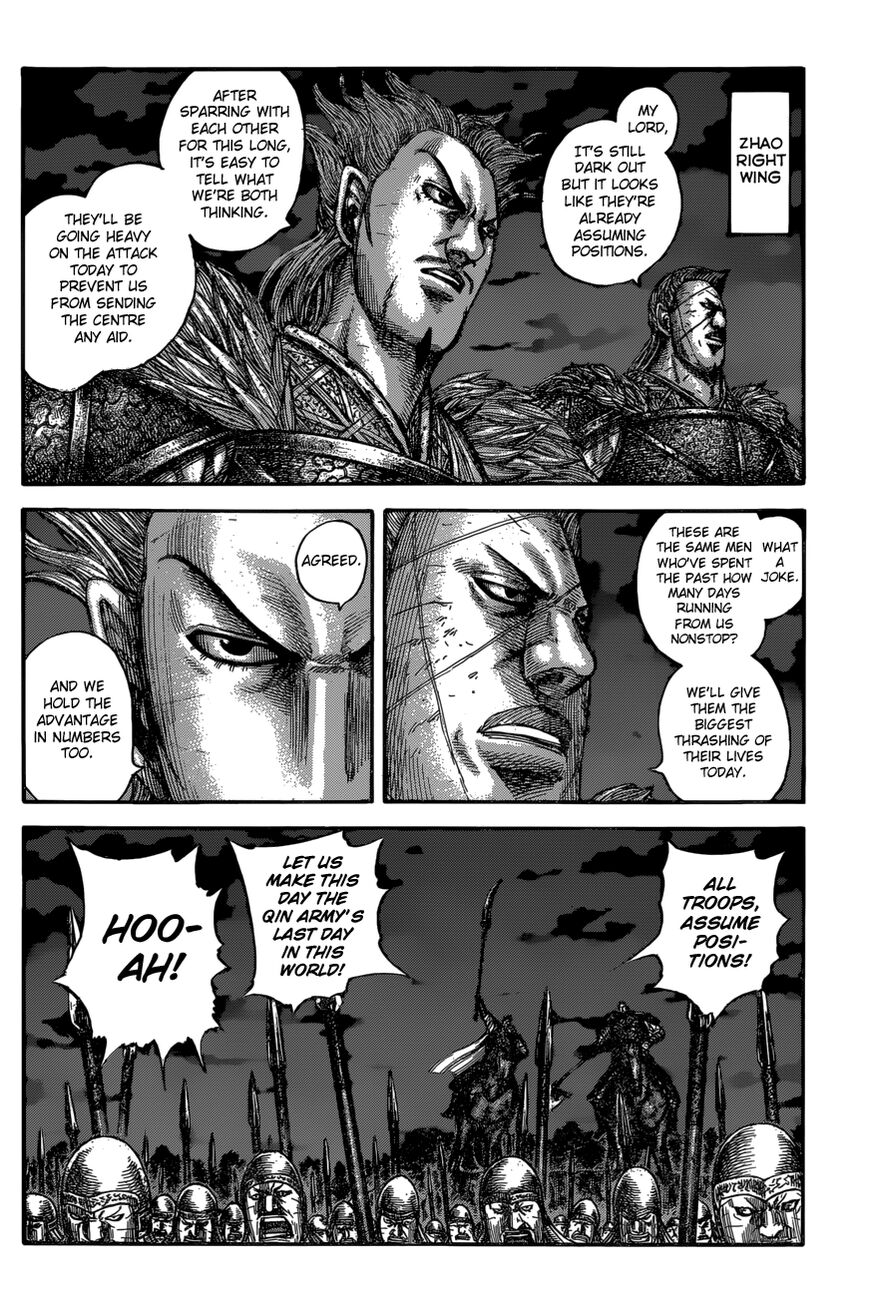 ZHAO
RIGHT
WING
MY
LORD,
IT'S STILL
DARK OUT
BUT IT LOOKS
LIKE THEY'RE
ALREADY
ASSUMING
POSITIONS.
AFTER
SPARRING WITH
EACH OTHER
FOR THIS LONG,
IT'S EASY TO
TELL WHAT
WE'RE BOTH
THINKING.
THEY'LL BE
GOING HEAVY
ON THE ATTACK
TODAY TO
PREVENT US
FROM SENDING
THE CENTRE
ANY AID.
WHAT
A
JOKE.
THESE ARE
THE SAME MEN
WHO'VE SPENT
THE PAST HOW
MANY DAYS
RUNNING
FROM US
NONSTOP?
WE'LL GIVE
THEM THE
BIGGEST
THRASHING OF
THEIR LIVES
TODAY.
AGREED.
AND WE
HOLD THE
ADVANTAGE
IN NUMBERS
TOO.
ALL
TROOPS,
ASSUME
POSI-
TIONS!
LET US
MAKE THIS
DAY THE
QIN ARMY'S
LAST DAY
IN THIS
WORLD!
HOO-
AH!